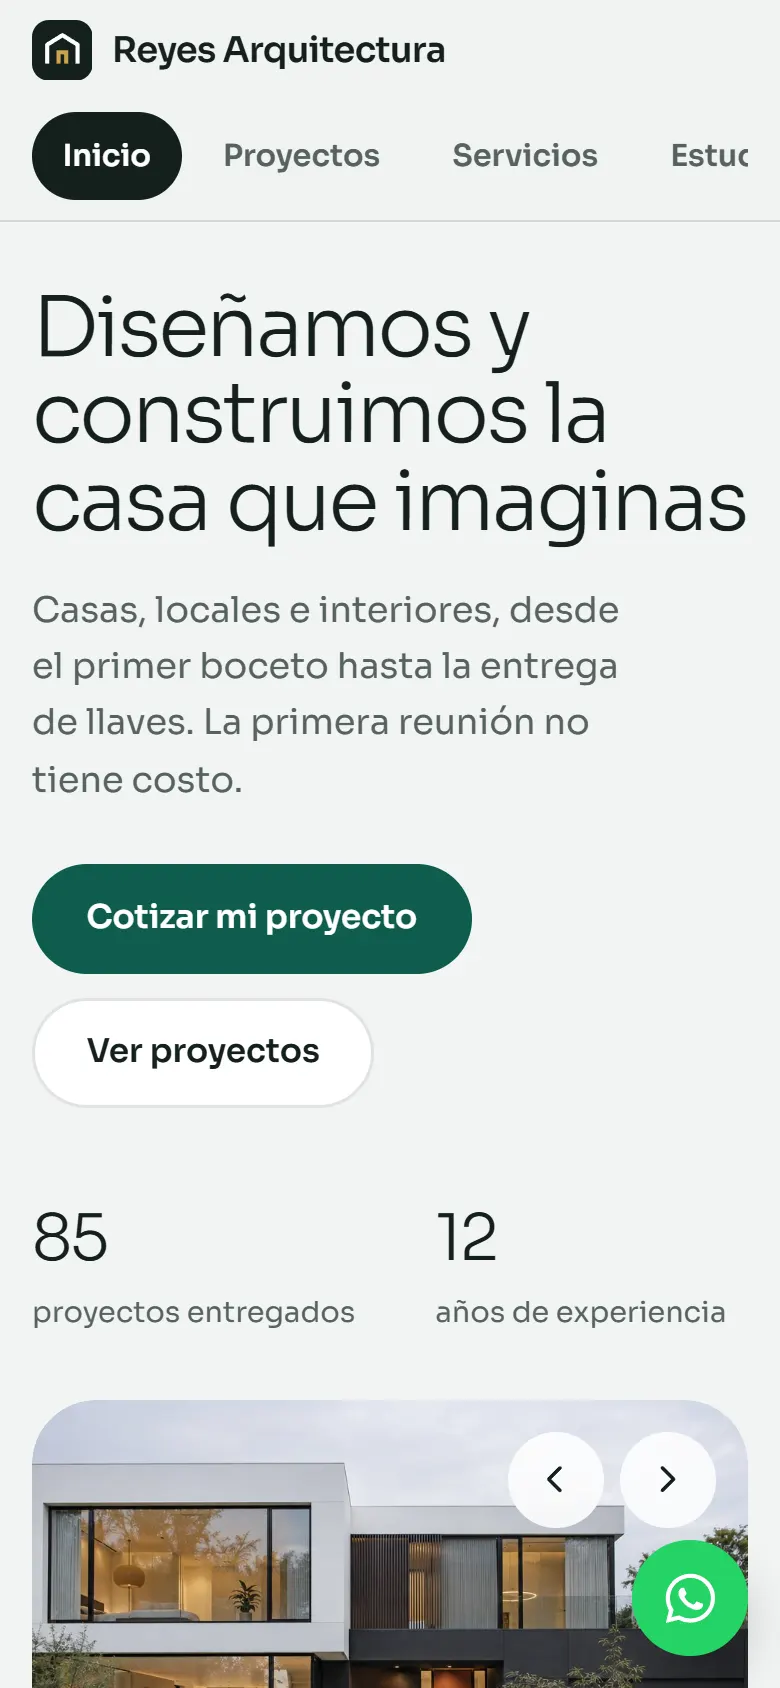 Reyes Arquitectura
Inicio Proyectos Servicios
Diseñamos y
construimos la
casa que imaginas
Casas, locales e interiores, desde
el primer boceto hasta la entrega
de llaves. La primera reunión no
tiene costo.
Cotizar mi proyecto
Ver proyectos
85 12
proyectos entregados años de experiencia